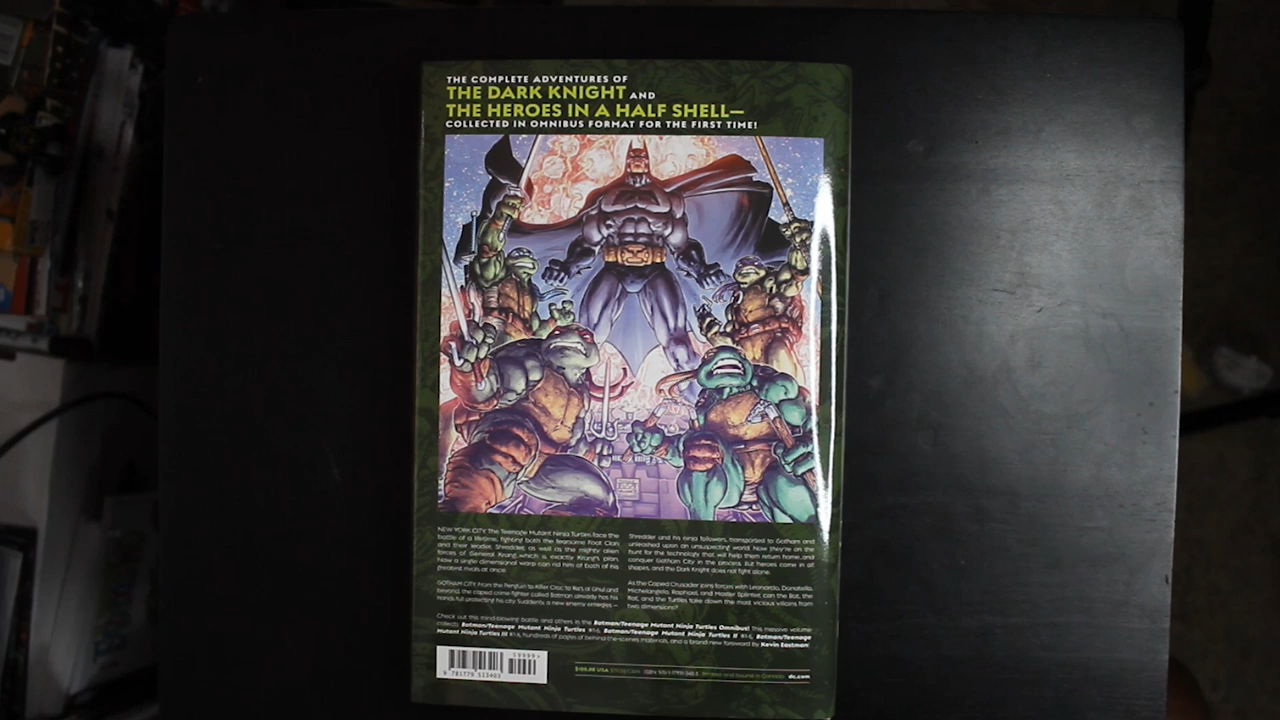 THE COMPLETE ADVENTURES OF
THE DARK KNIGHT AND
THE HEROES IN A HALF SHELL—
COLLECTED IN OMNIBUS FORMAT FOR THE FIRST TIME!
NEW YORK CITY. The Teenage Mutant Ninja Turtles face the
battle of a lifetime, fighting both the fearsome Foot Clan
and their leader, Shredder, as well as the mighty alien
forces of General Krang...which is exactly Krang's plan.
Now a single dimensional warp can rid him of both of his
greatest rivals at once.
GOTHAM CITY. From the Penguin to Killer Croc to Ra's al Ghul and
beyond, the caped crime-fighter called Batman already has his
hands full protecting his city. Suddenly, a new enemy emerges—
Shredder and his ninja followers, transported to Gotham and
unleashed upon an unsuspecting world. Now they're on the
hunt for the technology that will help them return home...and
conquer Gotham City in the process. But heroes come in all
shapes, and the Dark Knight does not fight alone.
As the Caped Crusader joins forces with Leonardo, Donatello,
Michelangelo, Raphael, and Master Splinter, can the Bat, the
Rat, and the Turtles take down the most vicious villains from
two dimensions?
Check out this mind-blowing battle and others in the Batman/Teenage Mutant Ninja Turtles Omnibus! This massive volume
collects Batman/Teenage Mutant Ninja Turtles #1-6, Batman/Teenage Mutant Ninja Turtles II #1-6, Batman/Teenage
Mutant Ninja Turtles III #1-6, hundreds of pages of behind-the-scenes materials, and a brand-new foreword by Kevin Eastman!
59999>
9 781779 513403
USA Printed and bound in Canada dc.com